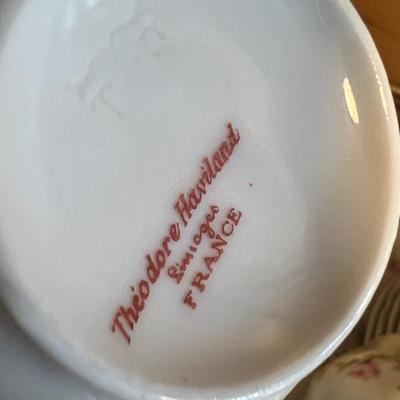 Théodore Haviland
Limoges
FRANCE